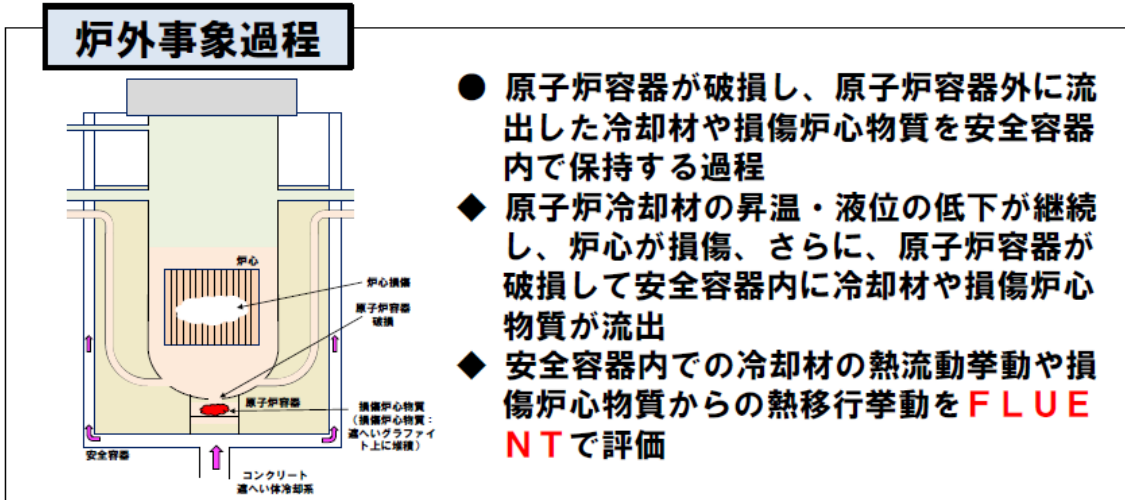 炉外事象過程
● 原子炉容器が破損し、原子炉容器外に流
出した冷却材や損傷炉心物質を安全容器
内で保持する過程
◆ 原子炉冷却材の昇温・液位の低下が継続
し、炉心が損傷、さらに、原子炉容器が
破損して安全容器内に冷却材や損傷炉心
物質が流出
◆ 安全容器内での冷却材の熱流動挙動や損
傷炉心物質からの熱移行挙動をＦＬＵＥ
ＮＴで評価
炉心
炉心損傷
原子炉容器
破損
原子炉容器
損傷炉心物質
（損傷炉心物質：
遮へいグラファイ
ト上に堆積）
安全容器
コンクリート
遮へい体冷却系